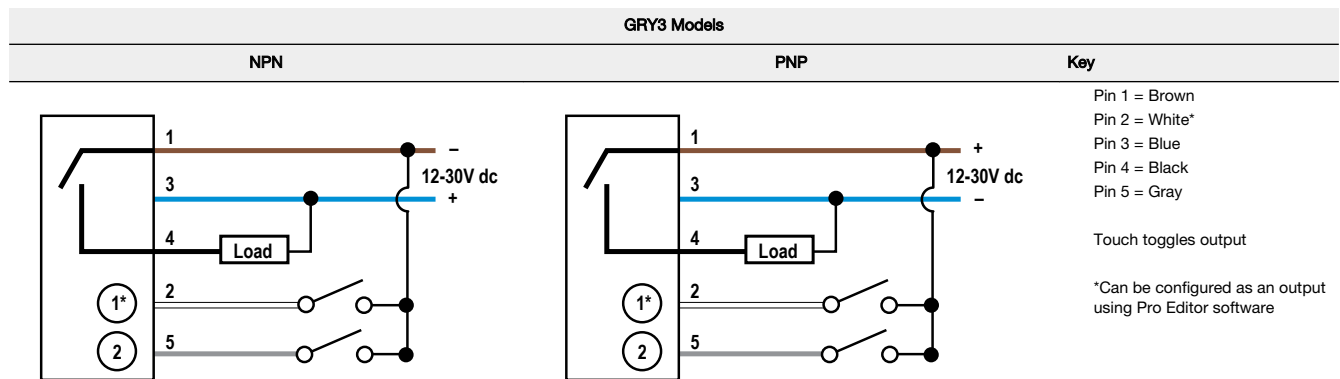 GRY3 Models
NPN
PNP
Key
1
–
12-30V dc
3
+
4
Load
1*
2
2
5
1
+
12-30V dc
3
–
4
Load
1*
2
2
5
Pin 1 = Brown
Pin 2 = White*
Pin 3 = Blue
Pin 4 = Black
Pin 5 = Gray
Touch toggles output
*Can be configured as an output
using Pro Editor software